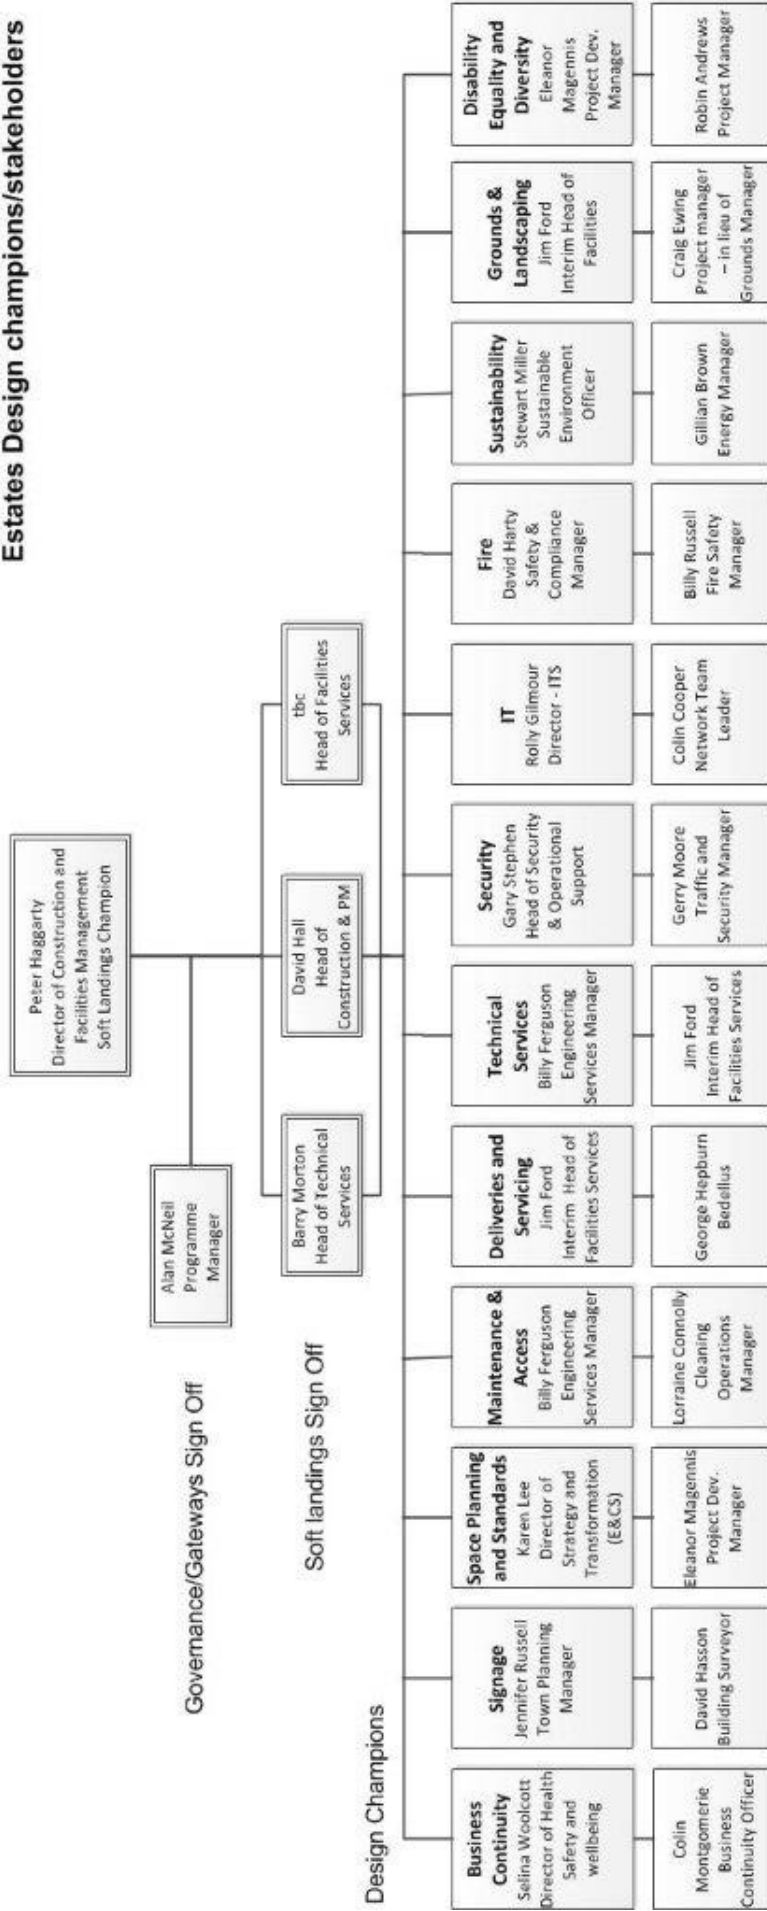 Estates Design champions/stakeholders
Peter Haggarty
Director of Construction and
Facilities Management
Soft Landings Champion
Alan McNeil
Programme
Manager
Governance/Gateways Sign Off
Barry Morton
Head of Technical
Services
David Hall
Head of
Construction & PM
tbc
Head of Facilities
Services
Soft landings Sign Off
Design Champions
Business
Continuity
Selina Woolcott
Director of Health
Safety and
wellbeing
Signage
Jennifer Russell
Town Planning
Manager
Space Planning
and Standards
Karen Lee
Director of
Strategy and
Transformation
(E&CS)
Maintenance &
Access
Billy Ferguson
Engineering
Services Manager
Deliveries and
Servicing
Jim Ford
Interim Head of
Facilities Services
Technical
Services
Billy Ferguson
Engineering
Services Manager
Security
Gary Stephen
Head of Security
& Operational
Support
IT
Rolly Gilmour
Director - ITS
Fire
David Harty
Safety &
Compliance
Manager
Sustainability
Stewart Miller
Sustainable
Environment
Officer
Grounds &
Landscaping
Jim Ford
Interim Head of
Facilities
Disability
Equality and
Diversity
Eleanor
Magennis
Project Dev.
Manager
Colin
Montgomerie
Business
Continuity Officer
David Hasson
Building Surveyor
Eleanor Magennis
Project Dev.
Manager
Lorraine Connolly
Cleaning
Operations
Manager
George Hepburn
Bedellus
Jim Ford
Interim Head of
Facilities Services
Gerry Moore
Traffic and
Security Manager
Colin Cooper
Network Team
Leader
Billy Russell
Fire Safety
Manager
Gillian Brown
Energy Manager
Craig Ewing
Project manager
– in lieu of
Grounds Manager
Robin Andrews
Project Manager